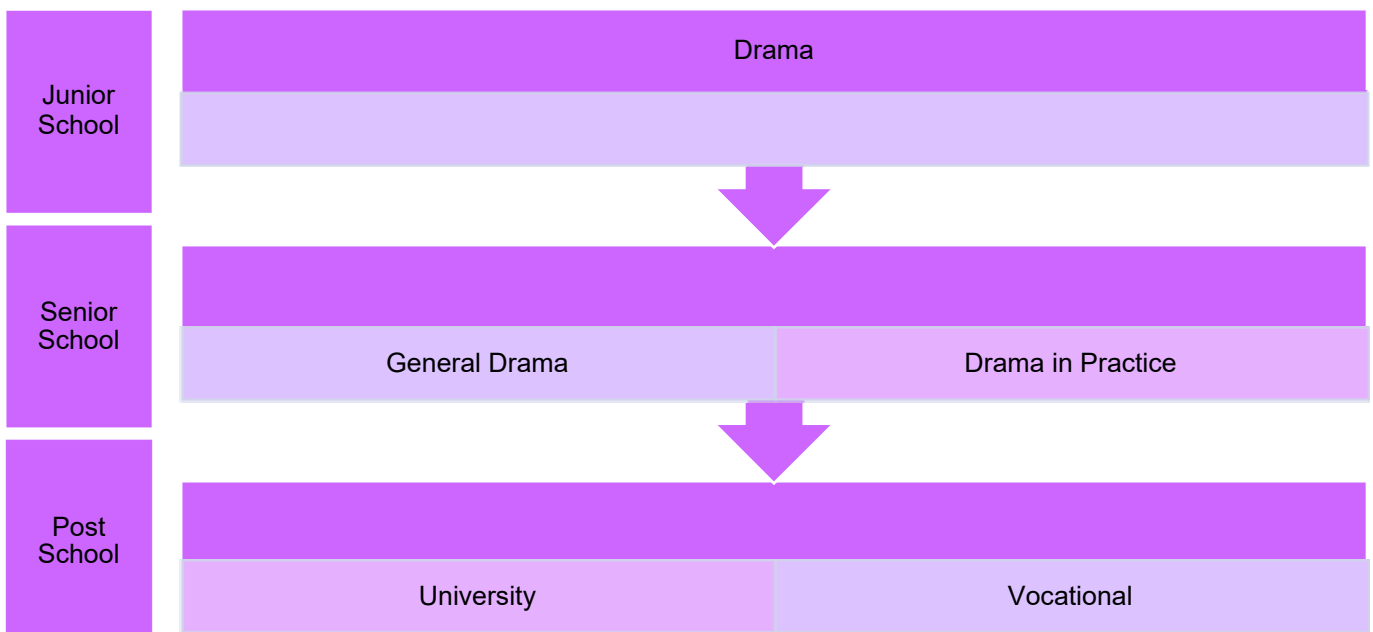 Drama
Junior
School
Senior
School
General Drama
Drama in Practice
Post
School
University
Vocational